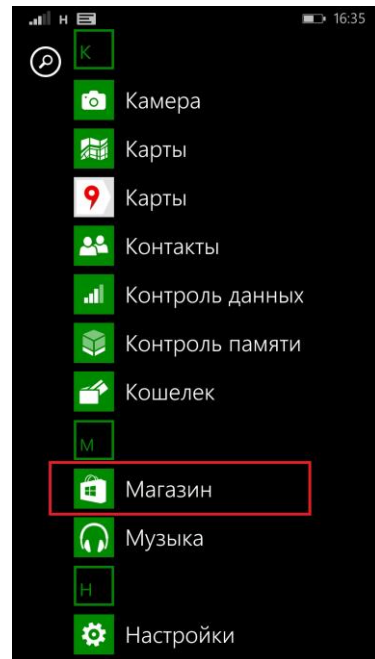 H 16:35
К
Камера
Карты
Карты
Контакты
Контроль данных
Контроль памяти
Кошелек
М
Магазин
Музыка
Н
Настройки